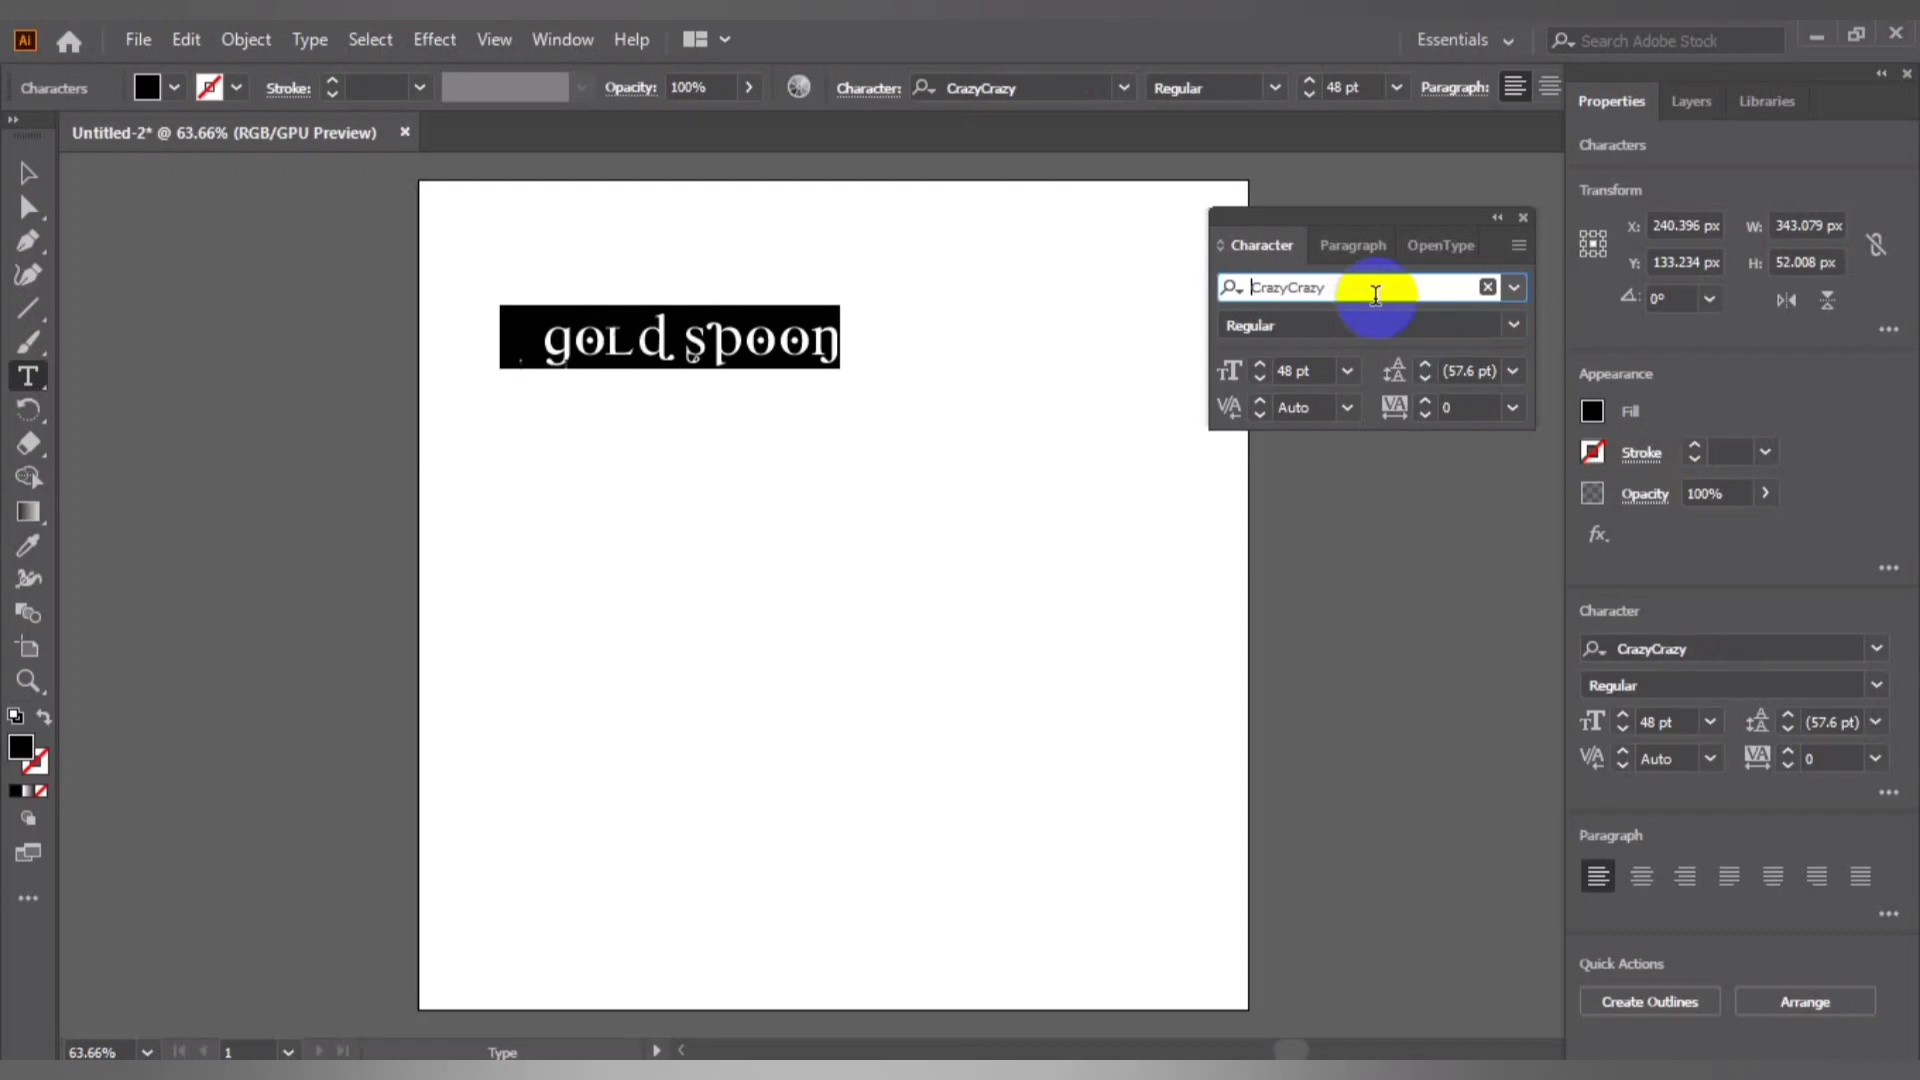 Ai File Edit Object Type Select Effect View Window Help Essentials Search Adobe Stock
Characters Stroke: Opacity: 100% Character: CrazyCrazy Regular 48 pt Paragraph:
Untitled-2* @ 63.66% (RGB/GPU Preview)
gold spoon
Character Paragraph OpenType
CrazyCrazy
Regular
48 pt (57.6 pt)
Auto 0
Properties Layers Libraries
Characters
Transform
X: 240.396 px W: 343.079 px
Y: 133.234 px H: 52.008 px
0°
Appearance
Fill
Stroke
Opacity 100%
fx.
Character
CrazyCrazy
Regular
48 pt (57.6 pt)
Auto 0
Paragraph
Quick Actions
Create Outlines Arrange
63.66% 1 Type